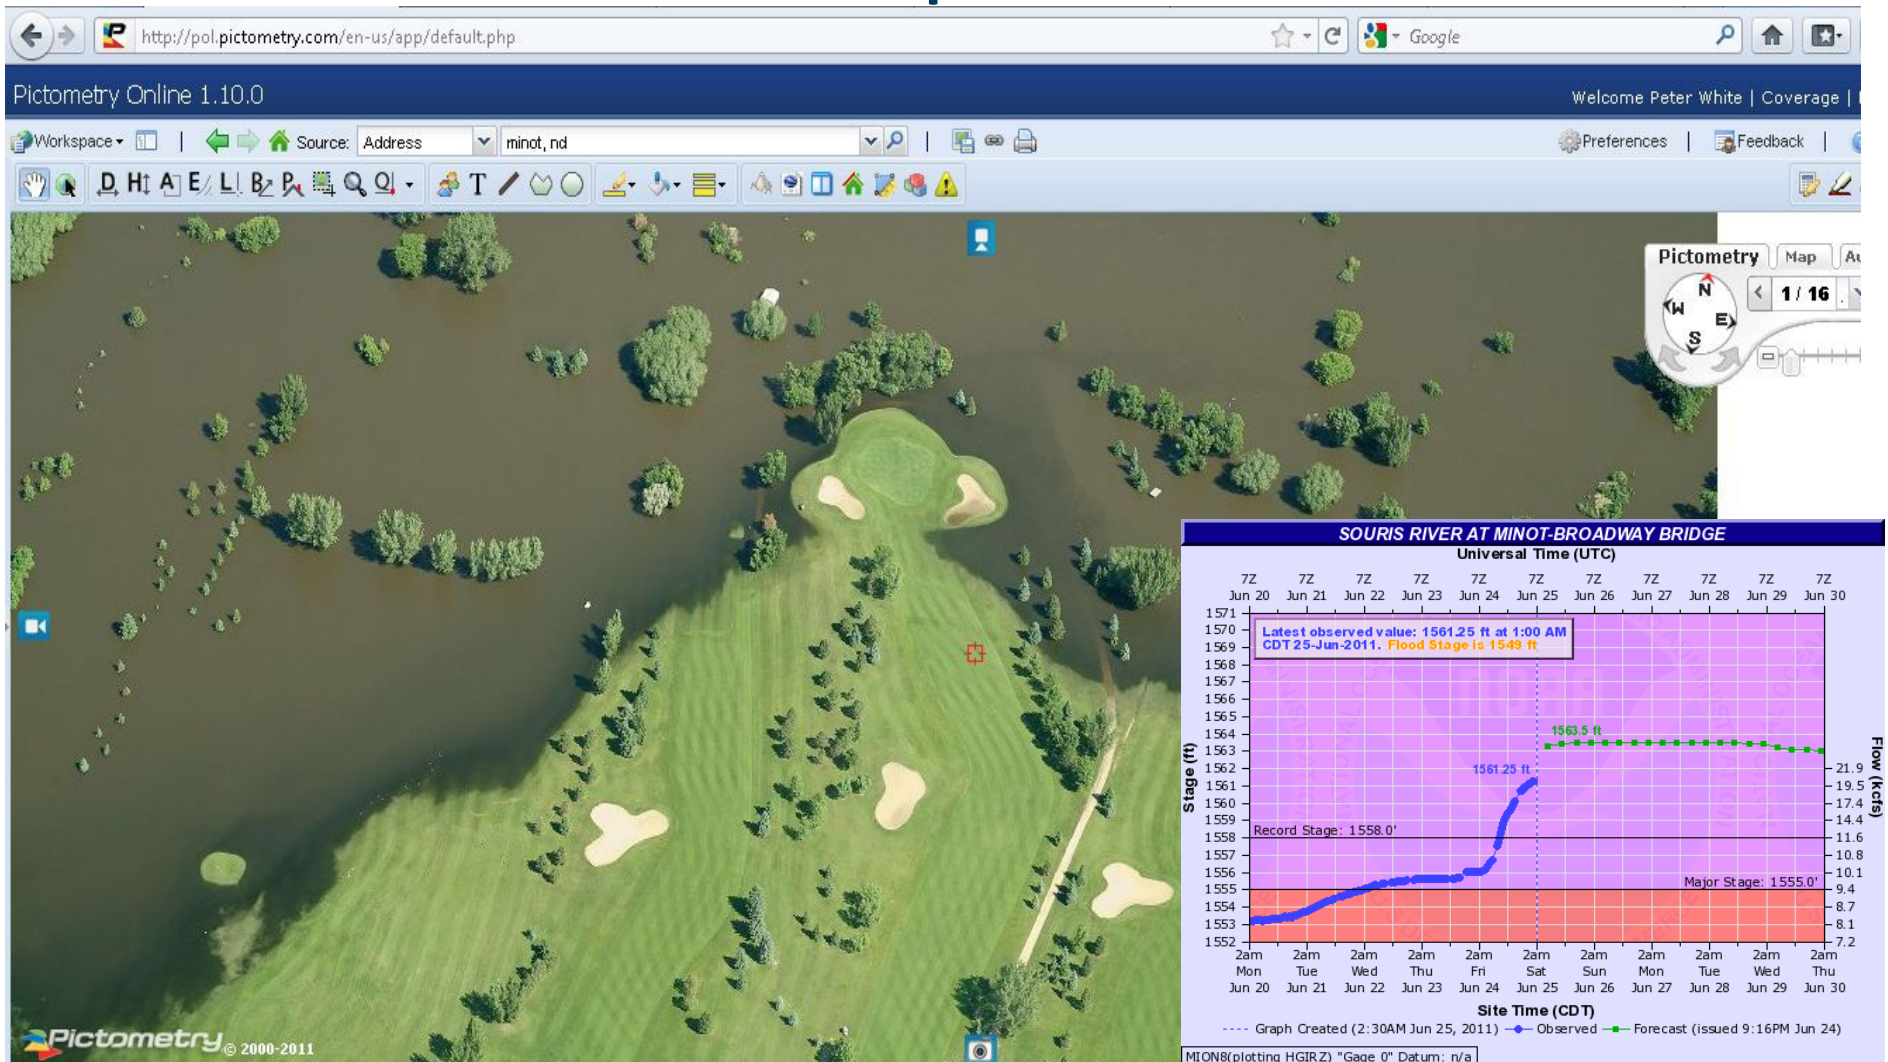 http://pol.pictometry.com/en-us/app/default.php
Google
Pictometry Online 1.10.0
Welcome Peter White | Coverage |
Workspace
Source: Address
minot, nd
Preferences | Feedback |
D H A E L B P Q T
Pictometry Map Au
1 / 16
N
W
E
S
SOURIS RIVER AT MINOT-BROADWAY BRIDGE
Universal Time (UTC)
7Z 7Z 7Z 7Z 7Z 7Z 7Z 7Z 7Z 7Z 7Z
Jun 20 Jun 21 Jun 22 Jun 23 Jun 24 Jun 25 Jun 26 Jun 27 Jun 28 Jun 29 Jun 30
Latest observed value: 1561.25 ft at 1:00 AM
CDT 25-Jun-2011. Flood Stage is 1549 ft
1571
1570
1569
1568
1567
1566
1565
1564
1563
1562
1561
1560
1559
1558
1557
1556
1555
1554
1553
1552
Stage (ft)
NOAA
1563.5 ft
1561.25 ft
Record Stage: 1558.0'
Major Stage: 1555.0'
21.9
19.5
17.4
14.4
11.6
10.8
10.1
9.4
8.7
8.1
7.2
Flow (kcfs)
2am 2am 2am 2am 2am 2am 2am 2am 2am 2am 2am
Mon Tue Wed Thu Fri Sat Sun Mon Tue Wed Thu
Jun 20 Jun 21 Jun 22 Jun 23 Jun 24 Jun 25 Jun 26 Jun 27 Jun 28 Jun 29 Jun 30
Site Time (CDT)
Graph Created (2:30AM Jun 25, 2011) Observed Forecast (issued 9:16PM Jun 24)
MION8(plotting HGIRZ) "Gage 0" Datum: n/a
Pictometry © 2000-2011